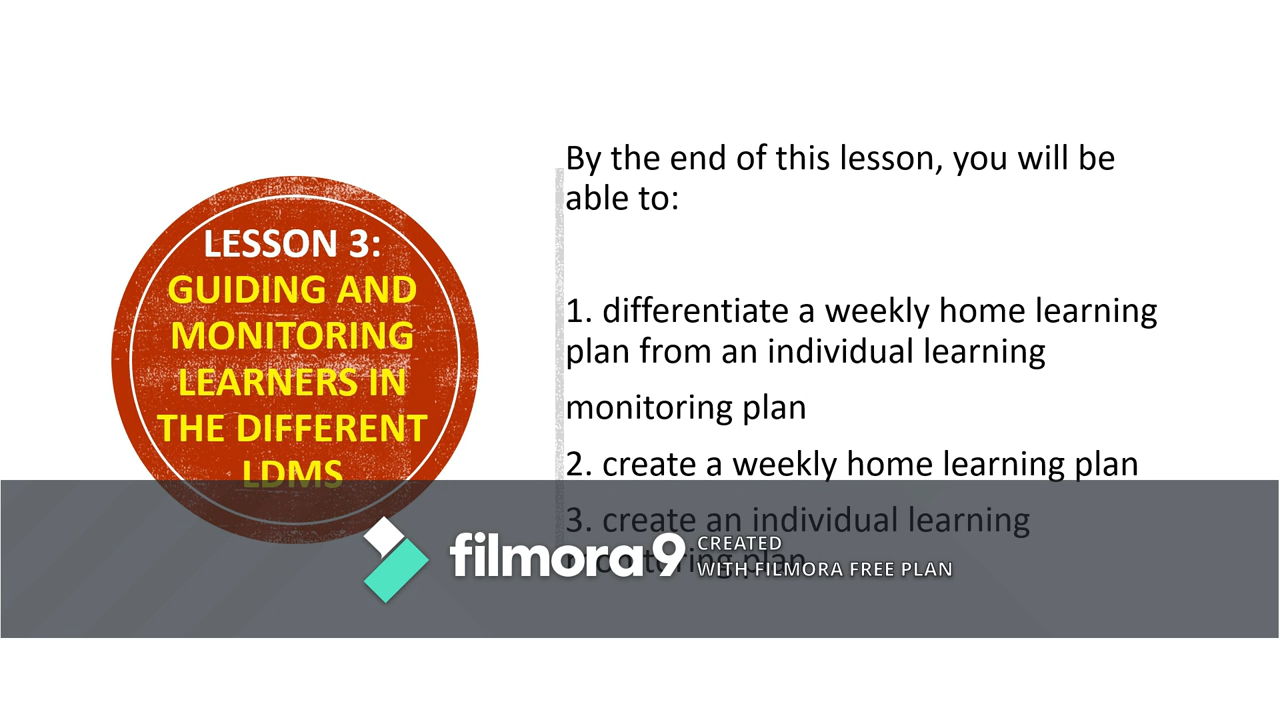 LESSON 3:
GUIDING AND
MONITORING
LEARNERS IN
THE DIFFERENT
LDMS
By the end of this lesson, you will be
able to:
1. differentiate a weekly home learning
plan from an individual learning
monitoring plan
2. create a weekly home learning plan
3. create an individual learning
monitoring plan
filmora9
CREATED
WITH FILMORA FREE PLAN